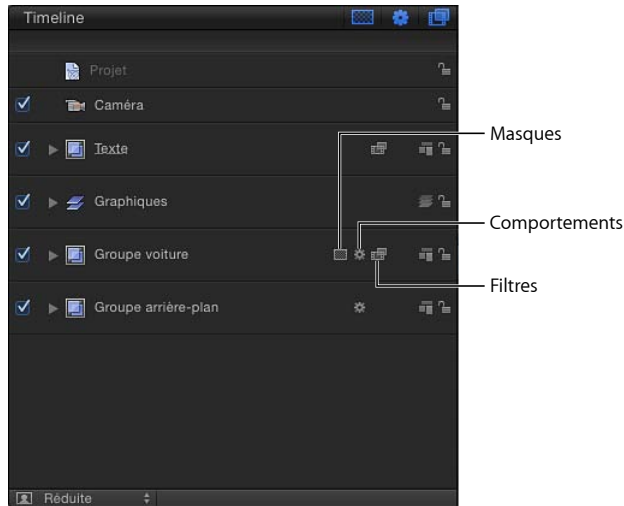 Timeline
Projet
Caméra
Texte
Masques
Graphiques
Comportements
Groupe voiture
Filtres
Groupe arrière-plan
Réduite